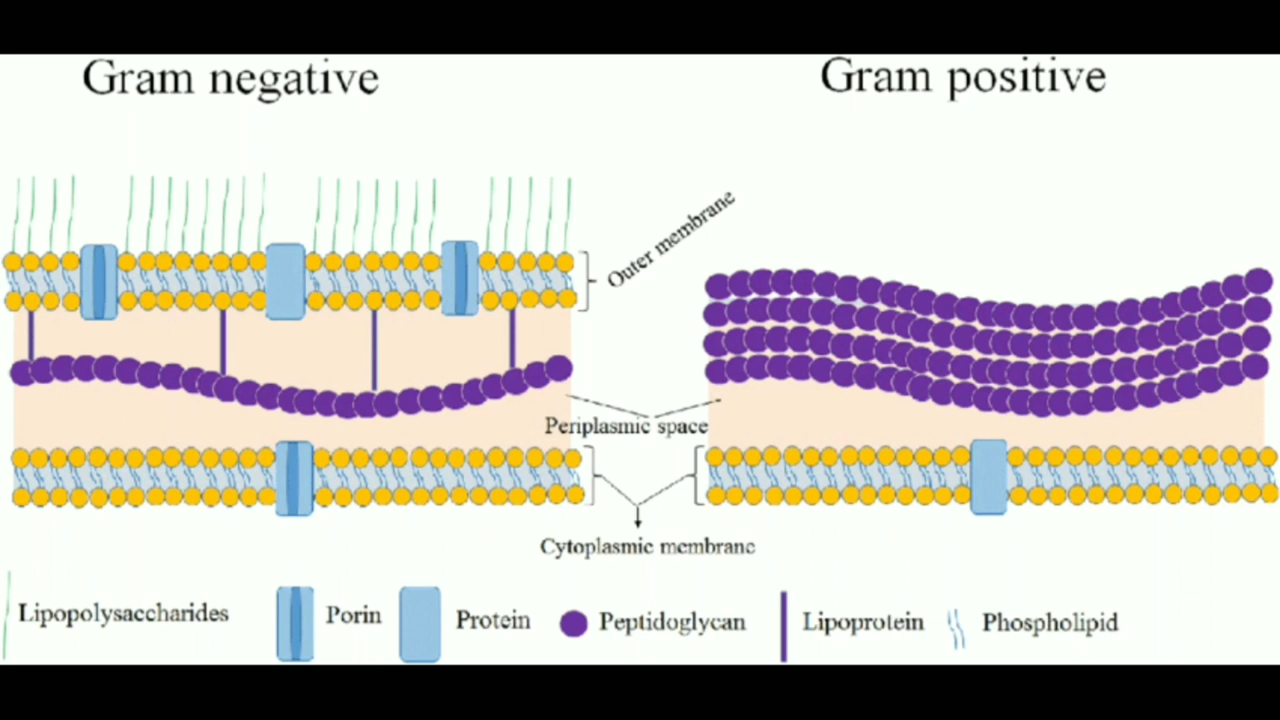 Gram negative
Gram positive
Outer membrane
Periplasmic space
Cytoplasmic membrane
Lipopolysaccharides
Porin
Protein
Peptidoglycan
Lipoprotein
Phospholipid